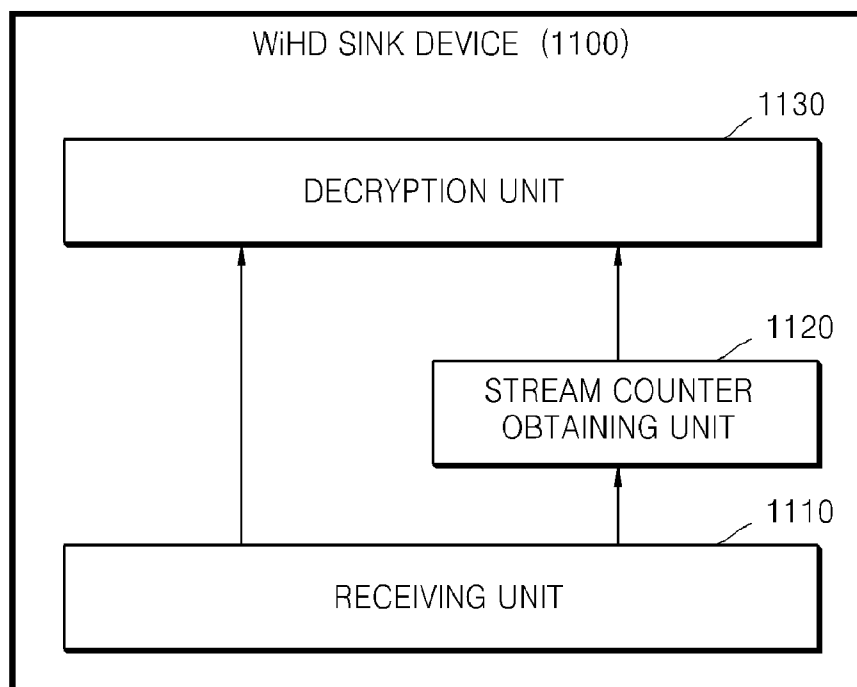 WiHD SINK DEVICE (1100)
1130
DECRYPTION UNIT
1120
STREAM COUNTER
OBTAINING UNIT
1110
RECEIVING UNIT